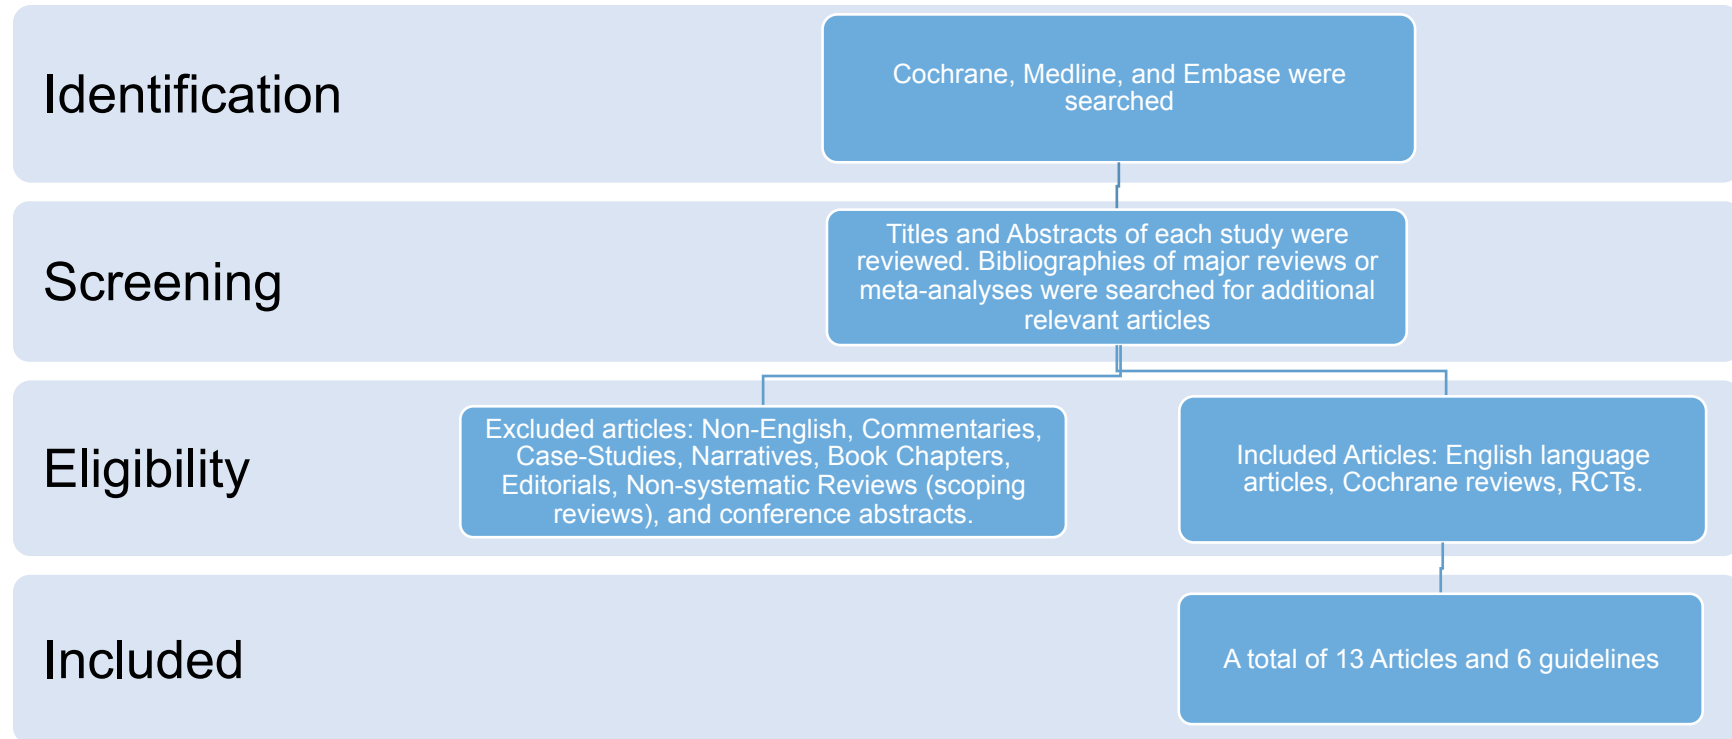 Identification
Cochrane, Medline, and Embase were
searched
Screening
Titles and Abstracts of each study were
reviewed. Bibliographies of major reviews or
meta-analyses were searched for additional
relevant articles
Eligibility
Excluded articles: Non-English, Commentaries,
Case-Studies, Narratives, Book Chapters,
Editorials, Non-systematic Reviews (scoping
reviews), and conference abstracts.
Included Articles: English language
articles, Cochrane reviews, RCTs.
Included
A total of 13 Articles and 6 guidelines